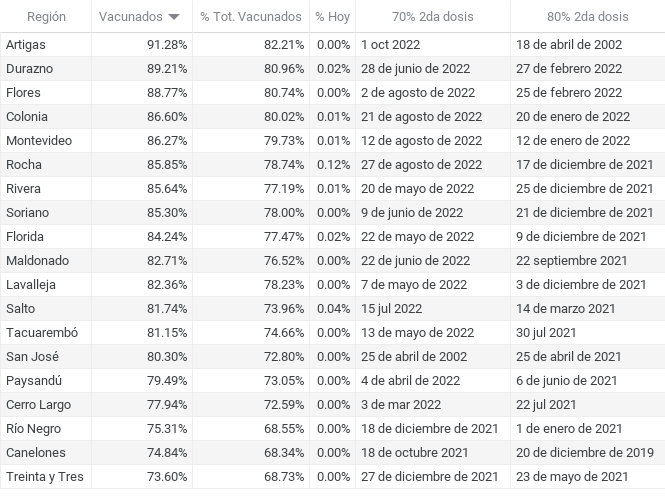 Región Vacunados % Tot. Vacunados % Hoy 70% 2da dosis 80% 2da dosis
Artigas 91.28% 82.21% 0.00% 1 oct 2022 18 de abril de 2002
Durazno 89.21% 80.96% 0.02% 28 de junio de 2022 27 de febrero de 2022
Flores 88.77% 80.74% 0.00% 2 de agosto de 2022 25 de febrero de 2022
Colonia 86.60% 80.02% 0.01% 21 de agosto de 2022 20 de enero de 2022
Montevideo 86.27% 79.73% 0.01% 12 de agosto de 2022 12 de enero de 2022
Rocha 85.85% 78.74% 0.12% 27 de agosto de 2022 17 de diciembre de 2021
Rivera 85.64% 77.19% 0.01% 20 de mayo de 2022 25 de diciembre de 2021
Soriano 85.30% 78.00% 0.00% 9 de junio de 2022 21 de diciembre de 2021
Florida 84.24% 77.47% 0.02% 22 de mayo de 2022 9 de diciembre de 2021
Maldonado 82.71% 76.52% 0.00% 22 de junio de 2022 22 septiembre 2021
Lavalleja 82.36% 78.23% 0.00% 7 de mayo de 2022 3 de diciembre de 2021
Salto 81.74% 73.96% 0.04% 15 jul 2022 14 de marzo 2021
Tacuarembó 81.15% 74.66% 0.00% 13 de mayo de 2022 30 jul 2021
San José 80.30% 72.80% 0.00% 25 de abril de 2002 25 de abril de 2021
Paysandú 79.49% 73.05% 0.00% 4 de abril de 2022 6 de junio de 2021
Cerro Largo 77.94% 72.59% 0.00% 3 de mar 2022 22 jul 2021
Río Negro 75.31% 68.55% 0.00% 18 de diciembre de 2021 1 de enero de 2021
Canelones 74.84% 68.34% 0.00% 18 de octubre 2021 20 de diciembre de 2019
Treinta y Tres 73.60% 68.73% 0.00% 27 de diciembre de 2021 23 de mayo de 2021